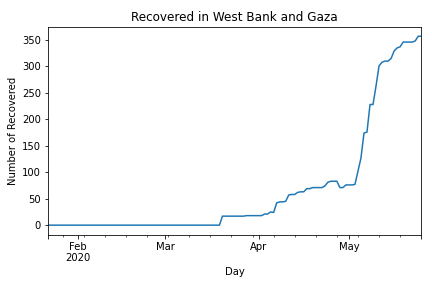 Recovered in West Bank and Gaza
Number of Recovered
350
300
250
200
150
100
50
0
Feb
2020
Mar
Apr
May
Day